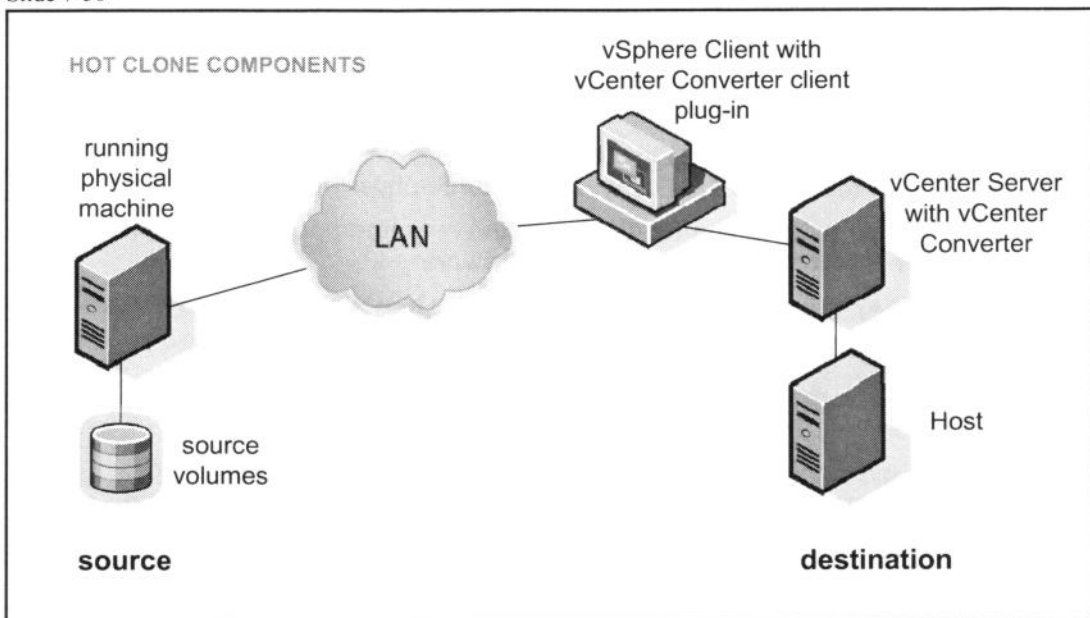 HOT CLONE COMPONENTS
vSphere Client with
vCenter Converter client
plug-in
running
physical
machine
LAN
vCenter Server
with vCenter
Converter
source
volumes
Host
source
destination